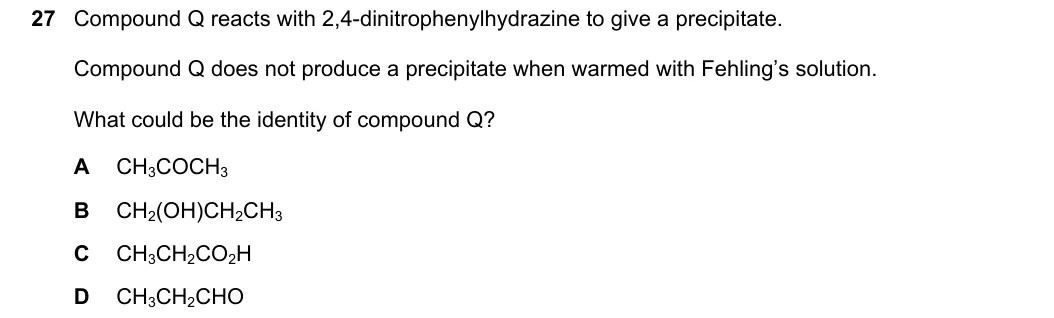 27 Compound Q reacts with 2,4-dinitrophenylhydrazine to give a precipitate.
Compound Q does not produce a precipitate when warmed with Fehling’s solution.
What could be the identity of compound Q?
A CH₃COCH₃
B CH₂(OH)CH₂CH₃
C CH₃CH₂CO₂H
D CH₃CH₂CHO